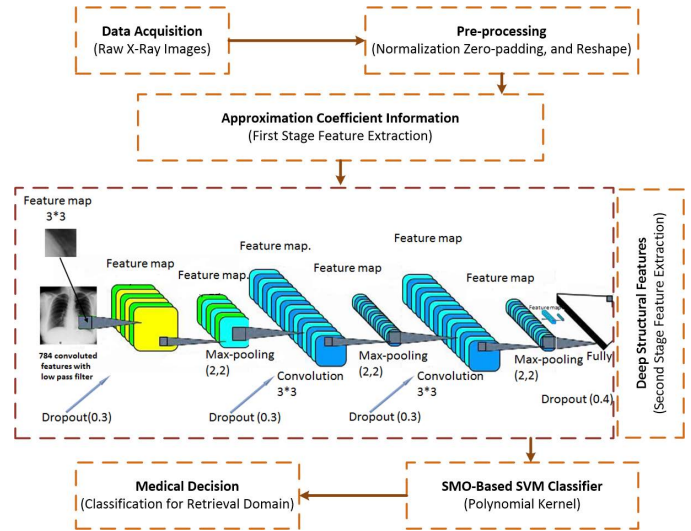 Data Acquisition
(Raw X-Ray Images)
Pre-processing
(Normalization Zero-padding, and Reshape)
Approximation Coefficient Information
(First Stage Feature Extraction)
Feature map
3*3
Feature map
Feature map.
Feature map.
Feature map
Feature map
Feature map
Feature map
784 convoluted
features with
low pass filter
Max-pooling
(2,2)
Convolution
3*3
Max-pooling
(2,2)
Convolution
3*3
Max-pooling
(2,2)
Fully
Dropout(0.3)
Dropout (0.3)
Dropout (0.3)
Dropout (0.4)
Deep Structural Features
(Second Stage Feature Extraction)
Medical Decision
(Classification for Retrieval Domain)
SMO-Based SVM Classifier
(Polynomial Kernel)